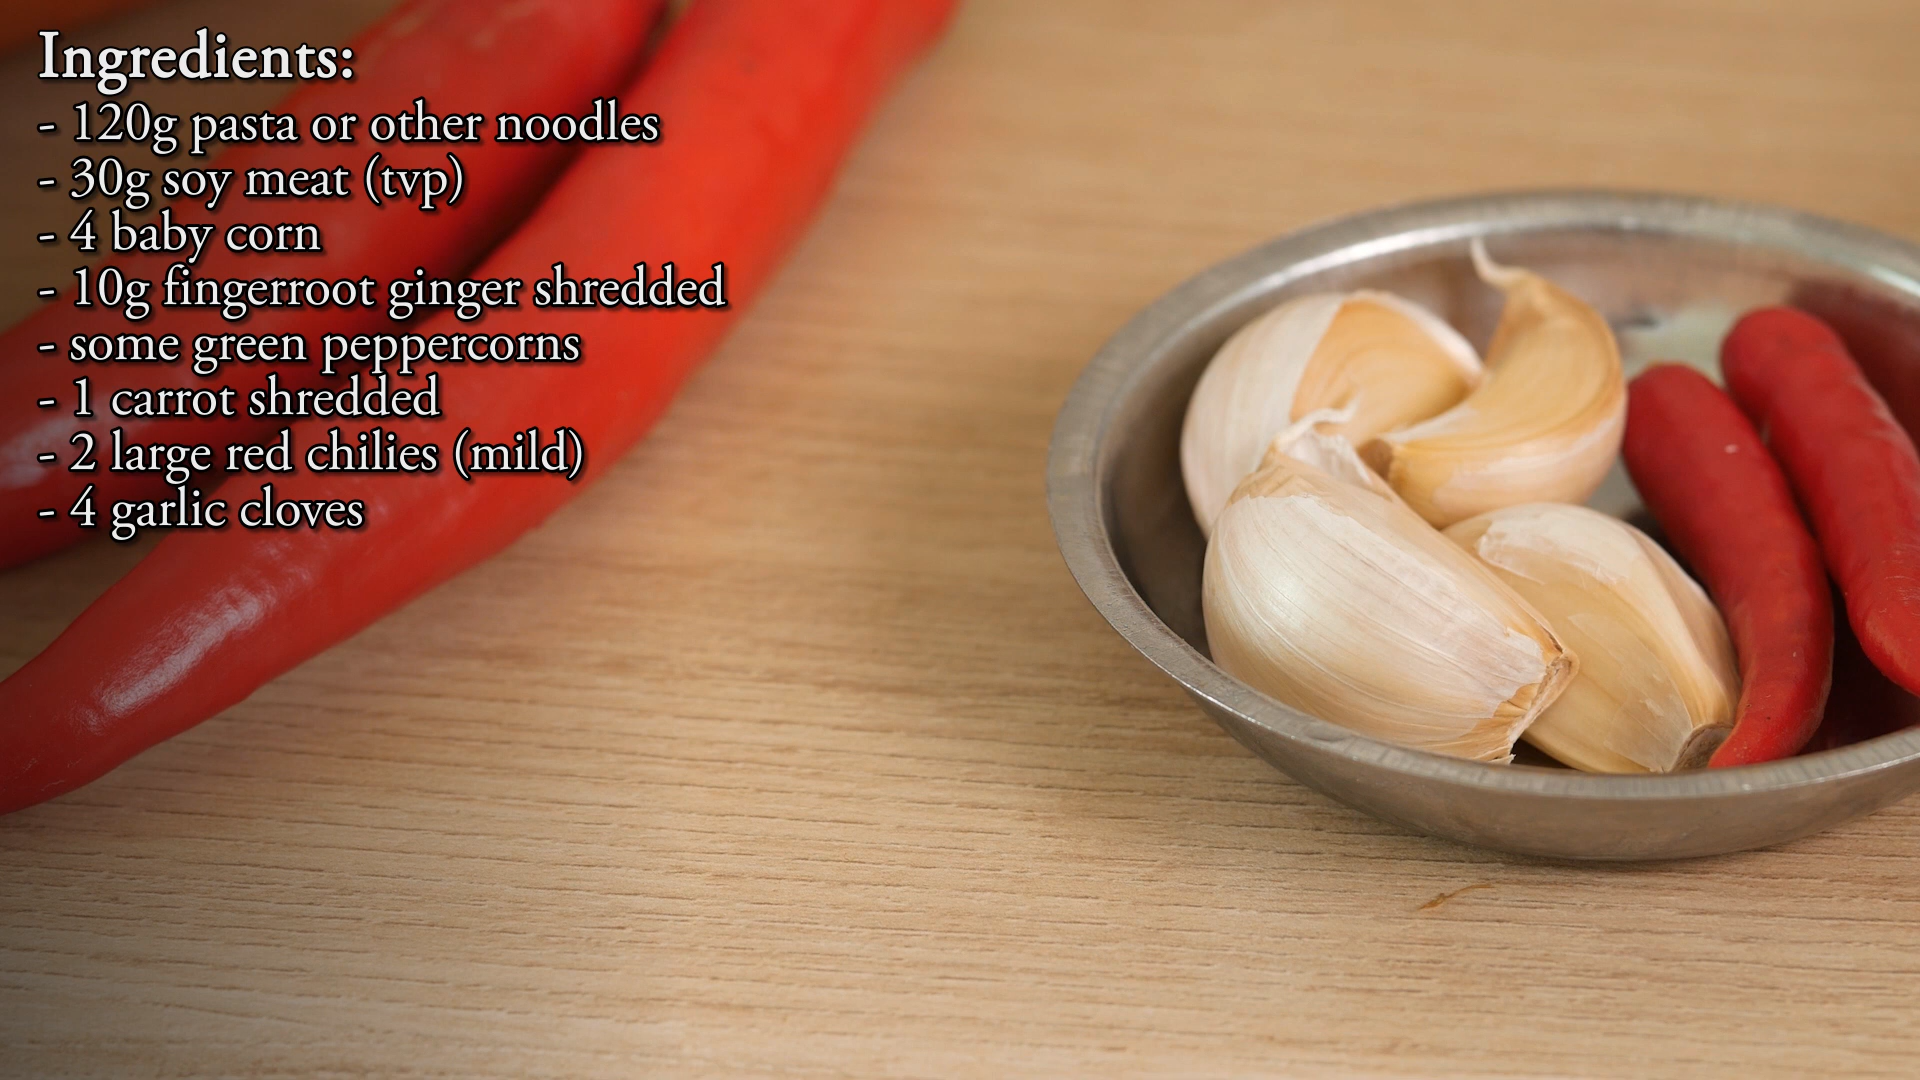 Ingredients:
- 120g pasta or other noodles
- 30g soy meat (tvp)
- 4 baby corn
- 10g fingerroot ginger shredded
- some green peppercorns
- 1 carrot shredded
- 2 large red chilies (mild)
- 4 garlic cloves